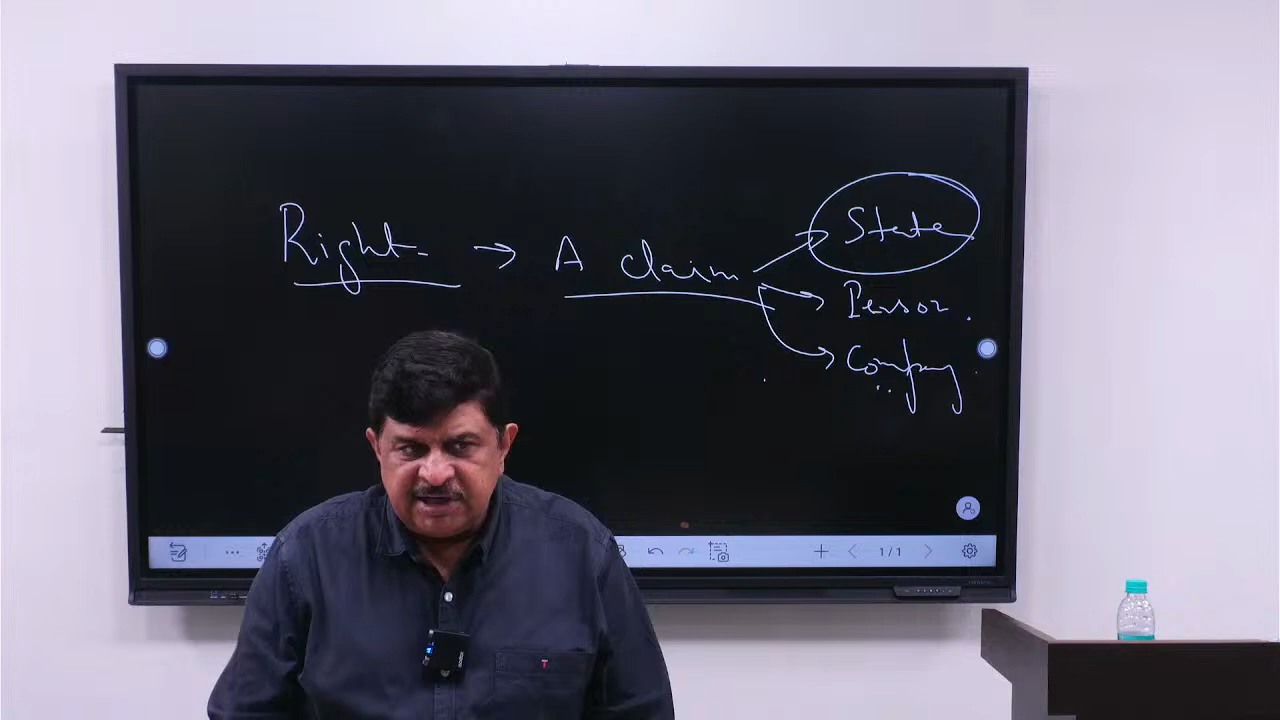 Right → A claim
State
Person
Company
1/1
T